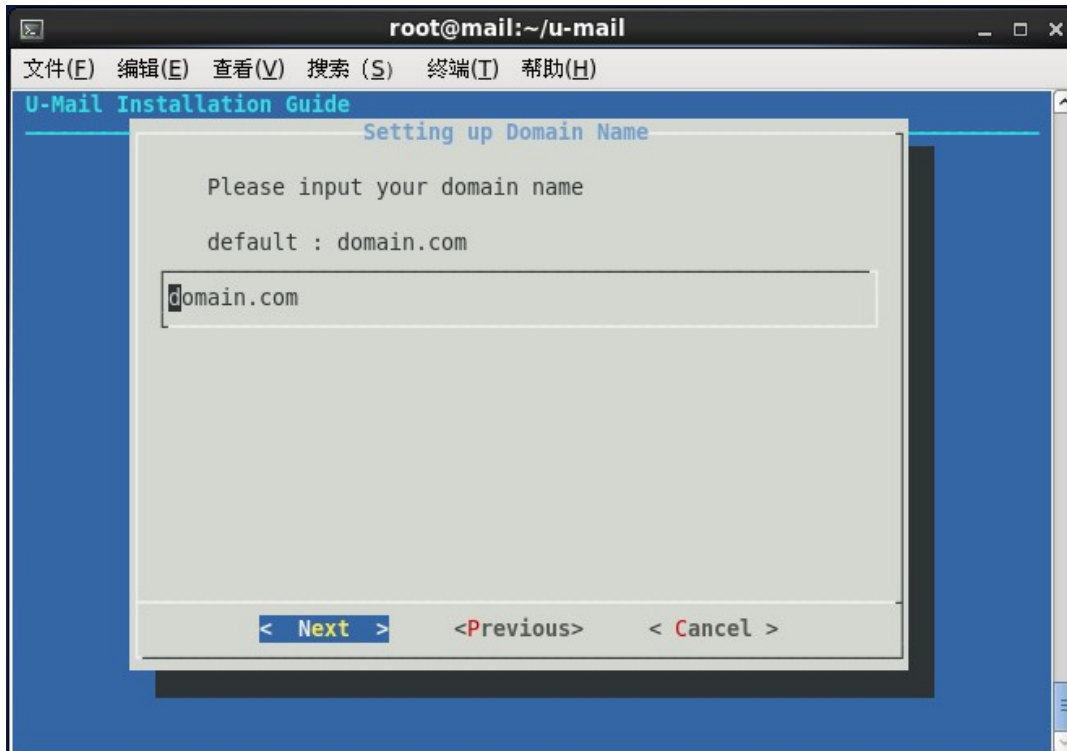 root@mail:~/u-mail
文件(F) 编辑(E) 查看(V) 搜索 (S) 终端(T) 帮助(H)
U-Mail Installation Guide
Setting up Domain Name
Please input your domain name
default : domain.com
domain.com
< Next > <Previous> < Cancel >